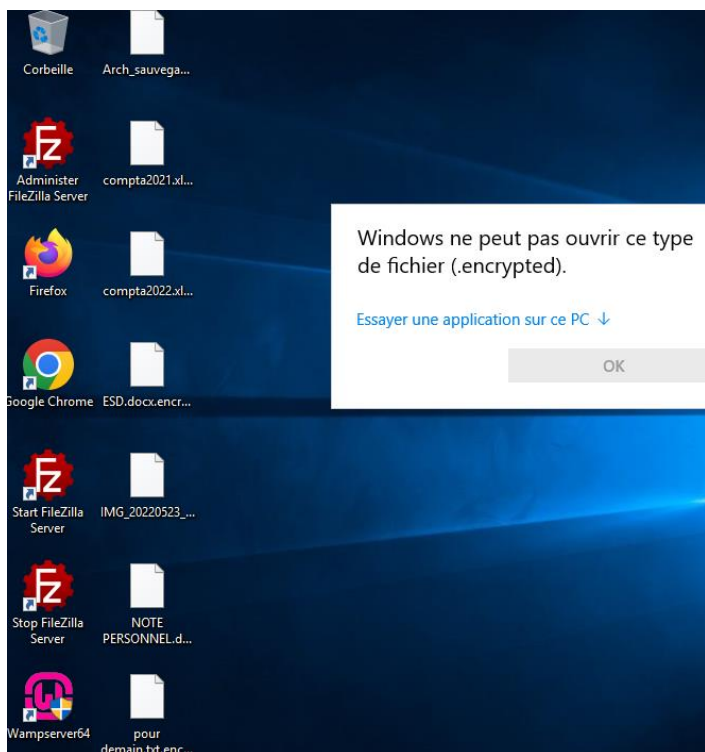 Corbeille
Arch_sauvega...
Administer
FileZilla Server
compta2021.xl...
Windows ne peut pas ouvrir ce type
de fichier (.encrypted).
Firefox
compta2022.xl...
Essayer une application sur ce PC ↓
OK
Google Chrome
ESD.docx.encr...
Start FileZilla
Server
IMG_20220523_...
Stop FileZilla
Server
NOTE
PERSONNEL.d...
Wampserver64
pour
demain.txt.enc...